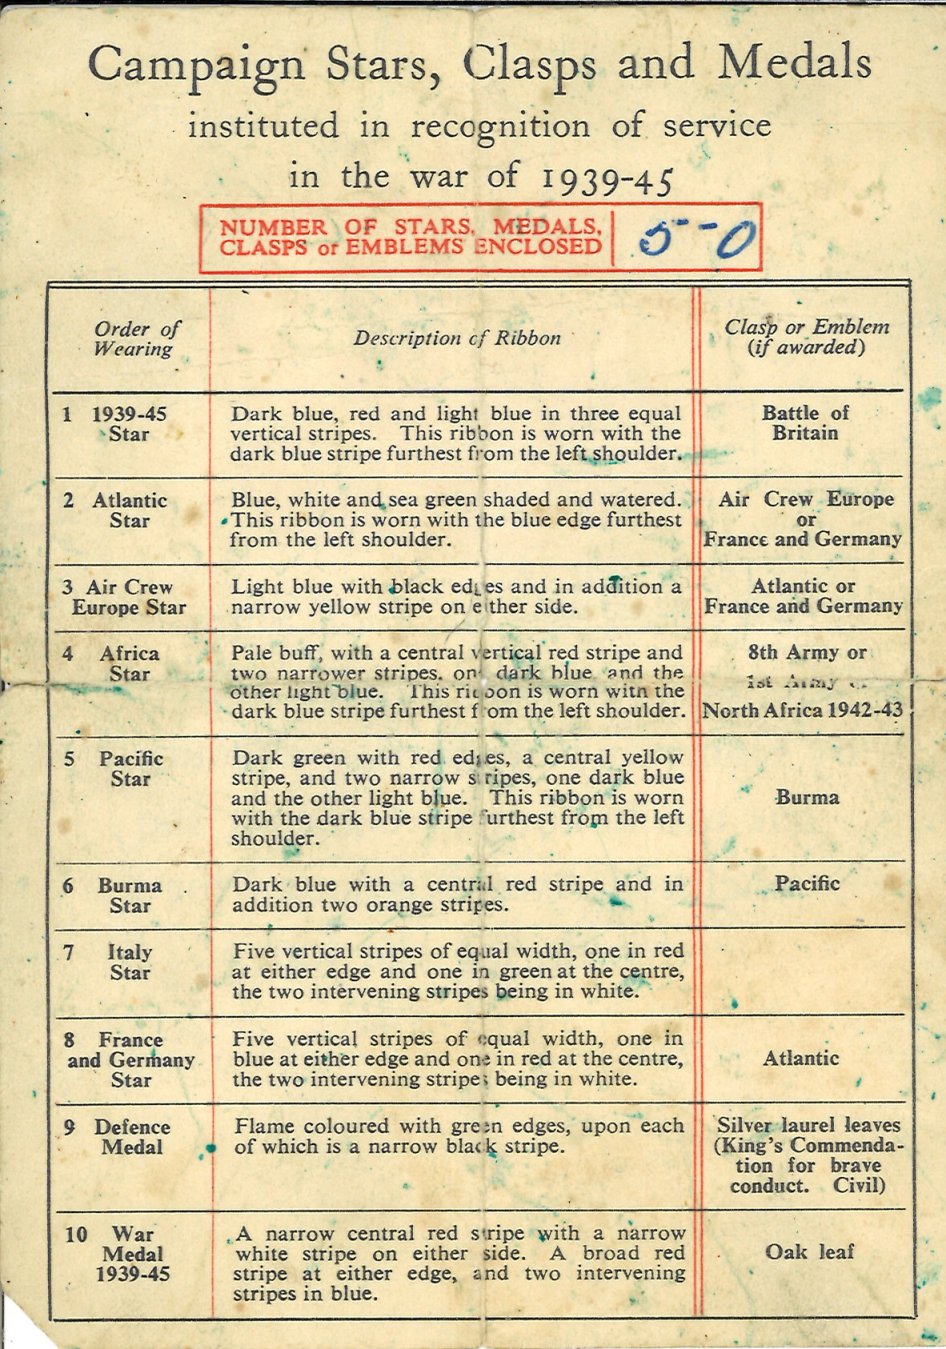 Campaign Stars, Clasps and Medals
instituted in recognition of service
in the war of 1939-45
NUMBER OF STARS, MEDALS,
CLASPS or EMBLEMS ENCLOSED
5-0
Order of
Wearing
Description of Ribbon
Clasp or Emblem
(if awarded)
1 1939-45
Star
Dark blue, red and light blue in three equal
vertical stripes. This ribbon is worn with the
dark blue stripe furthest from the left shoulder.
Battle of
Britain
2 Atlantic
Star
Blue, white and sea green shaded and watered.
This ribbon is worn with the blue edge furthest
from the left shoulder.
Air Crew Europe
or
France and Germany
3 Air Crew
Europe Star
Light blue with black edges and in addition a
narrow yellow stripe on either side.
Atlantic or
France and Germany
4 Africa
Star
Pale buff, with a central vertical red stripe and
two narrower stripes, one dark blue and the
other light blue. This ribbon is worn with the
dark blue stripe furthest from the left shoulder.
8th Army or
1st Army or
North Africa 1942-43
5 Pacific
Star
Dark green with red edges, a central yellow
stripe, and two narrow stripes, one dark blue
and the other light blue. This ribbon is worn
with the dark blue stripe furthest from the left
shoulder.
Burma
6 Burma
Star
Dark blue with a central red stripe and in
addition two orange stripes.
Pacific
7 Italy
Star
Five vertical stripes of equal width, one in red
at either edge and one in green at the centre,
the two intervening stripes being in white.
8 France
and Germany
Star
Five vertical stripes of equal width, one in
blue at either edge and one in red at the centre,
the two intervening stripes being in white.
Atlantic
9 Defence
Medal
Flame coloured with green edges, upon each
of which is a narrow black stripe.
Silver laurel leaves
(King's Commenda-
tion for brave
conduct. Civil)
10 War
Medal
1939-45
A narrow central red stripe with a narrow
white stripe on either side. A broad red
stripe at either edge, and two intervening
stripes in blue.
Oak leaf